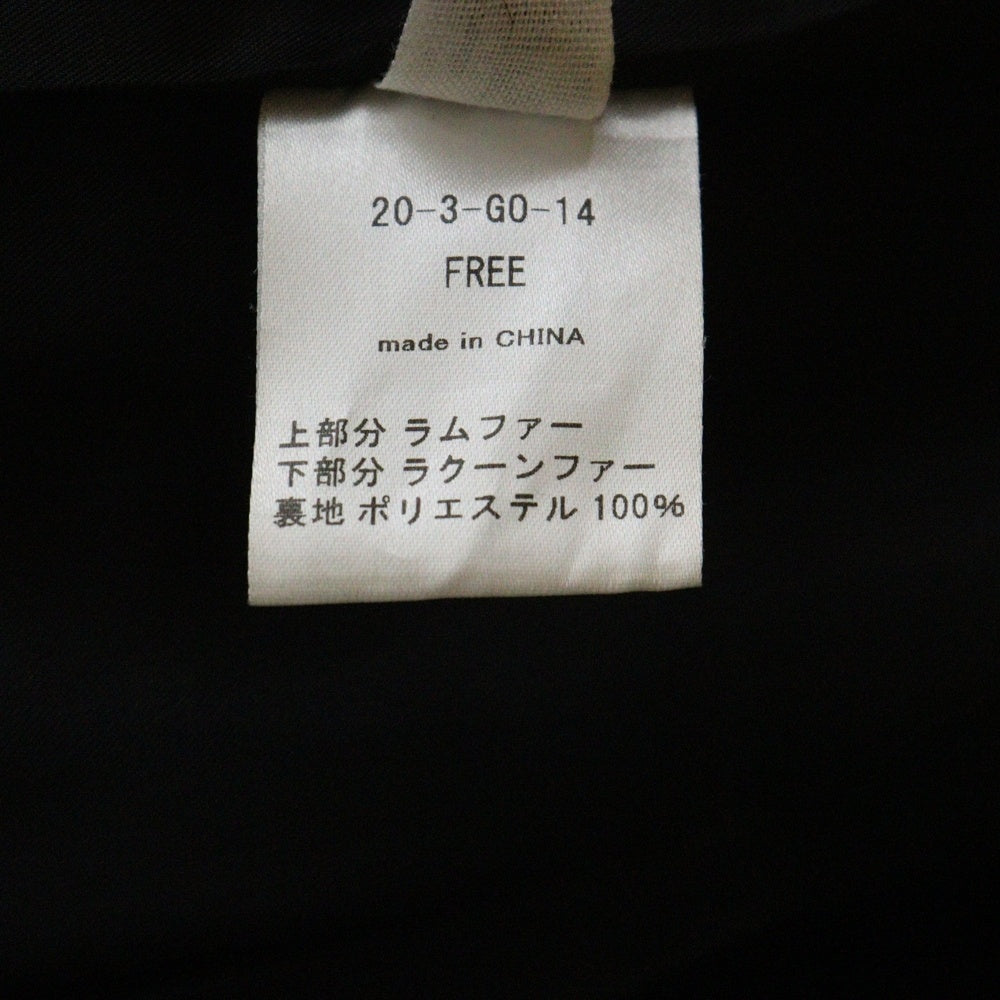 20-3-GO-14
FREE
made in CHINA
上部分 ラムファー
下部分 ラクーンファー
裏地 ポリエステル 100%